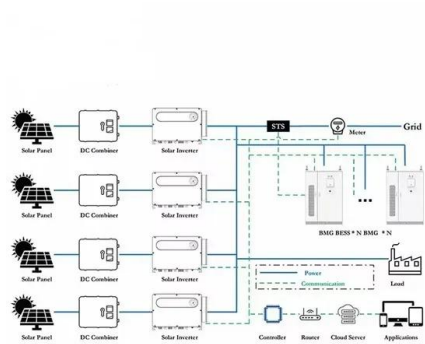 STS
Meter
Grid
Solar Panel DC Combiner Solar Inverter
Solar Panel DC Combiner Solar Inverter
BMG BESS * N BMG * N
Solar Panel DC Combiner Solar Inverter
Power
Communication
Load
Solar Panel DC Combiner Solar Inverter
Controller Router Cloud Server Applications